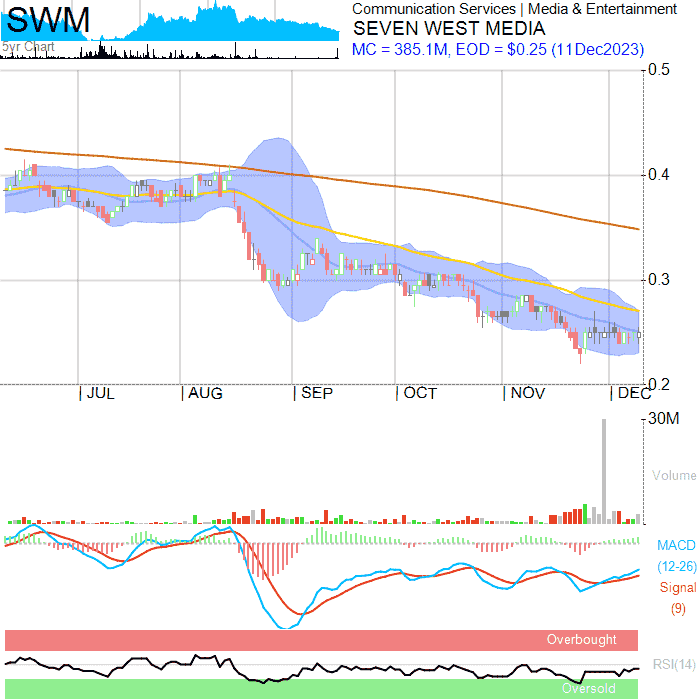 SWM
5yr Chart
Communication Services | Media & Entertainment
SEVEN WEST MEDIA
MC = 385.1M, EOD = $0.25 (11Dec2023)
0.5
0.4
0.3
0.2
| JUL | AUG | SEP | OCT | NOV | DEC
30M
Volume
MACD
(12-26)
Signal
(9)
Overbought
RSI(14)
Oversold